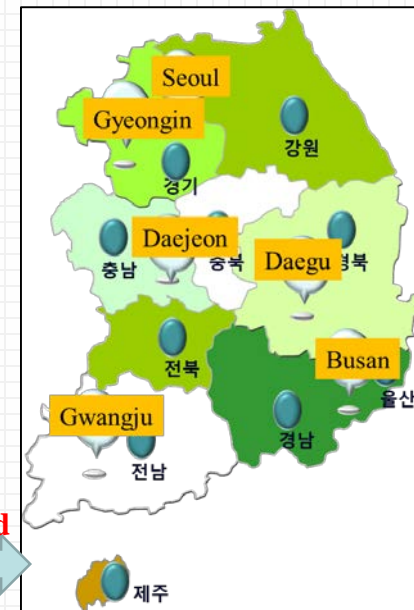 Seoul
Gyeongin
강원
경기
Daejeon
충북
충남
Daegu
경북
전북
Busan
울산
Gwangju
경남
전남
d
제주